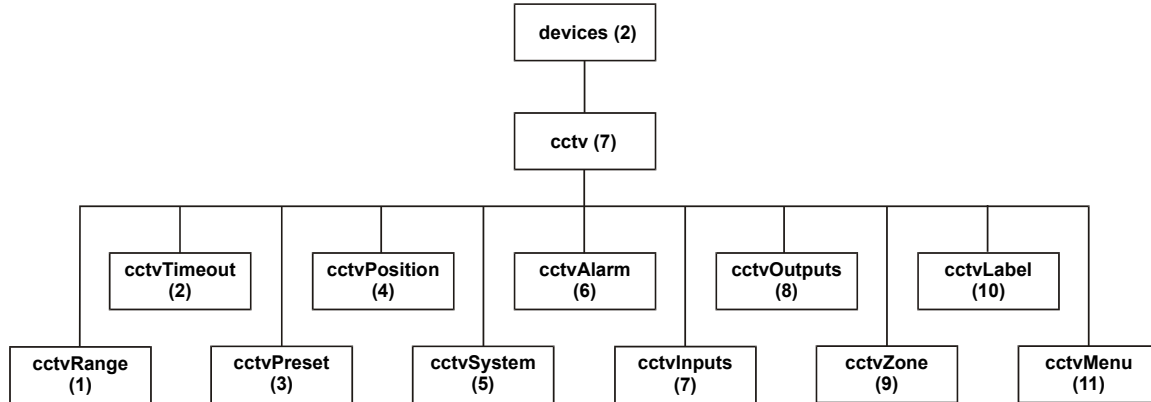 devices (2)
cctv (7)
cctvTimeout
(2)
cctvPosition
(4)
cctvAlarm
(6)
cctvOutputs
(8)
cctvLabel
(10)
cctvRange
(1)
cctvPreset
(3)
cctvSystem
(5)
cctvInputs
(7)
cctvZone
(9)
cctvMenu
(11)